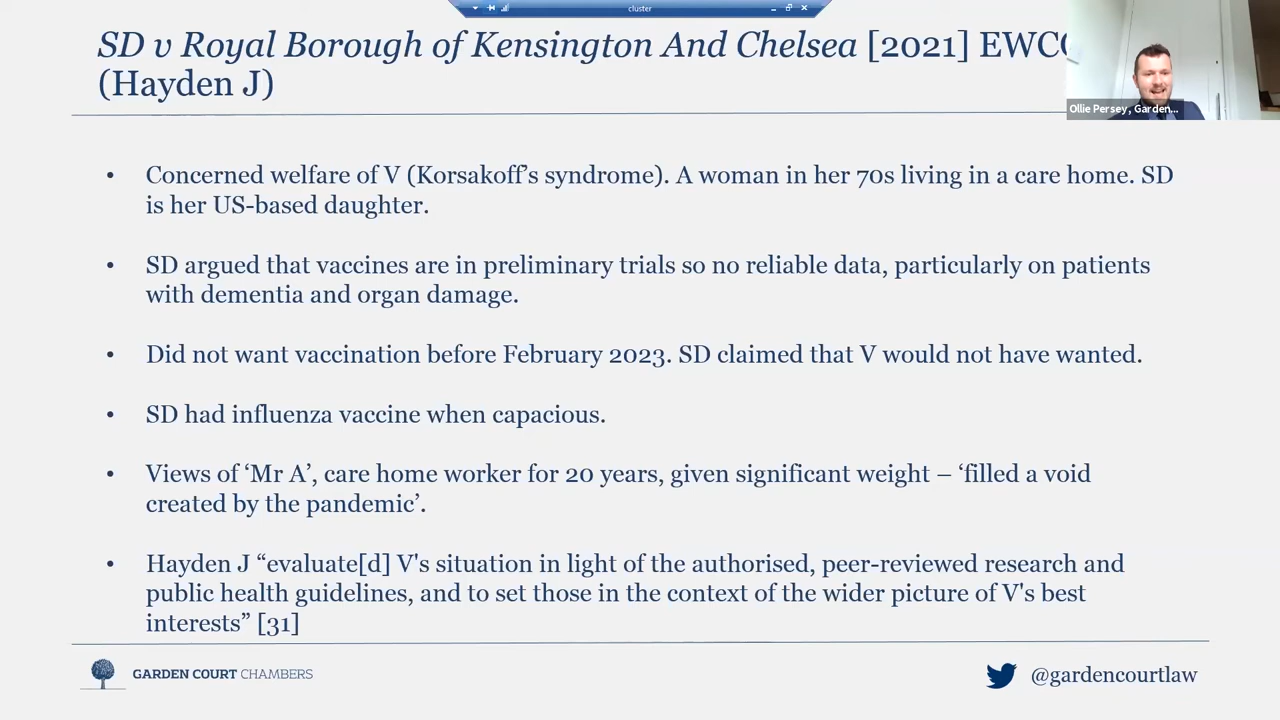 cluster
SD v Royal Borough of Kensington And Chelsea [2021] EWCO
(Hayden J)
Ollie Persey, Garden...
• Concerned welfare of V (Korsakoff's syndrome). A woman in her 70s living in a care home. SD
is her US-based daughter.
• SD argued that vaccines are in preliminary trials so no reliable data, particularly on patients
with dementia and organ damage.
• Did not want vaccination before February 2023. SD claimed that V would not have wanted.
• SD had influenza vaccine when capacious.
• Views of ‘Mr A’, care home worker for 20 years, given significant weight – ‘filled a void
created by the pandemic’.
• Hayden J “evaluate[d] V's situation in light of the authorised, peer-reviewed research and
public health guidelines, and to set those in the context of the wider picture of V's best
interests” [31]
GARDEN COURT CHAMBERS
@gardencourtlaw